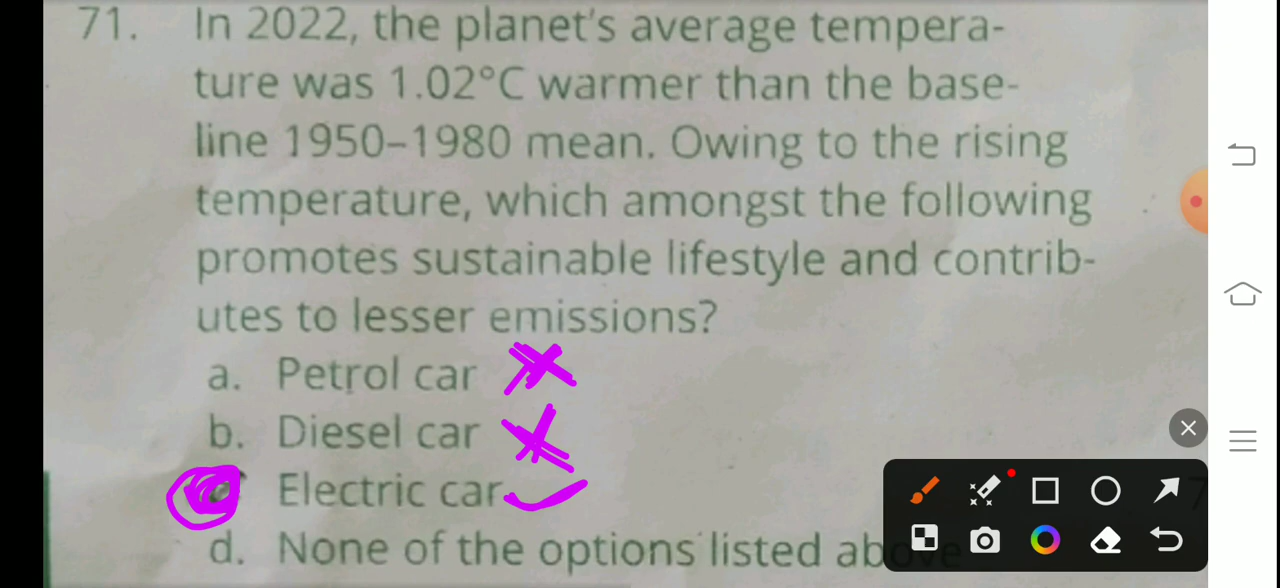 71. In 2022, the planet's average tempera-
ture was 1.02°C warmer than the base-
line 1950–1980 mean. Owing to the rising
temperature, which amongst the following
promotes sustainable lifestyle and contrib-
utes to lesser emissions?
a. Petrol car
b. Diesel car
Electric car
d. None of the options listed above